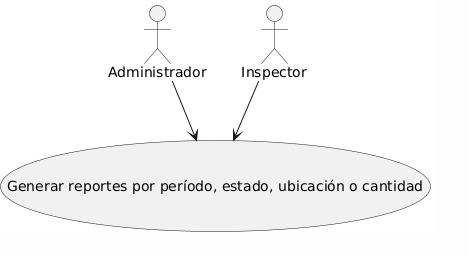 Administrador
Inspector
Generar reportes por período, estado, ubicación o cantidad